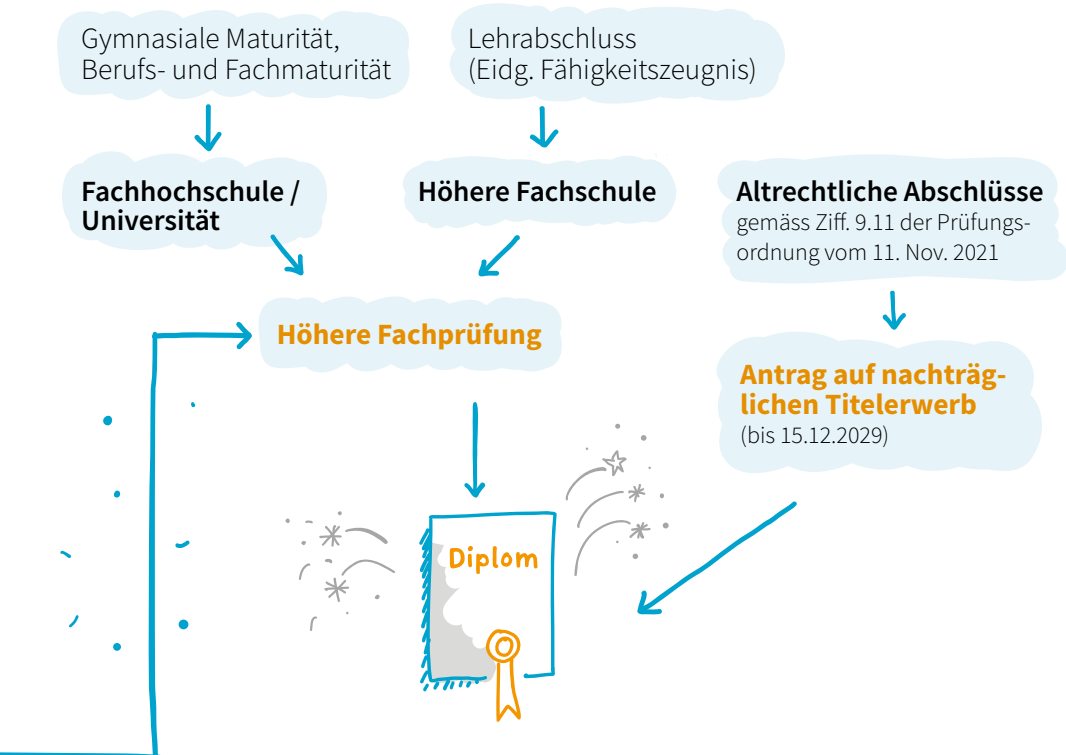 Gymnasiale Maturität,
Berufs- und Fachmaturität
Lehrabschluss
(Eidg. Fähigkeitszeugnis)
Fachhochschule /
Universität
Höhere Fachschule
Altrechtliche Abschlüsse
gemäss Ziff. 9.11 der Prüfungs-
ordnung vom 11. Nov. 2021
Höhere Fachprüfung
Antrag auf nachträg-
lichen Titelerwerb
(bis 15.12.2029)
Diplom